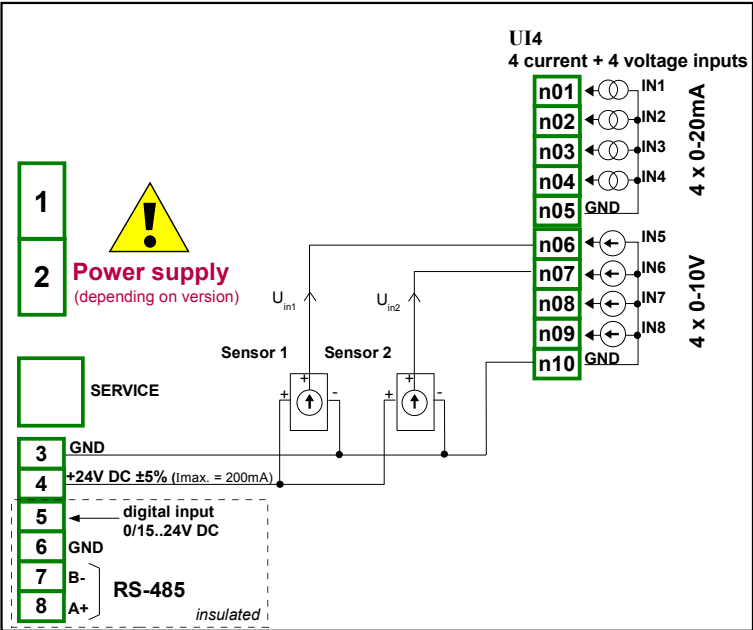 UI4
4 current + 4 voltage inputs
n01
IN1
n02
IN2
n03
IN3
n04
IN4
n05
GND
4 x 0-20mA
n06
IN5
n07
IN6
n08
IN7
n09
IN8
n10
GND
4 x 0-10V
1
2
!
Power supply
(depending on version)
Uin1
Uin2
Sensor 1
Sensor 2
+
+
-
+
+
-
SERVICE
3
GND
4
+24V DC ±5% (Imax. = 200mA)
5
digital input
0/15..24V DC
6
GND
7
B-
8
A+
RS-485
insulated